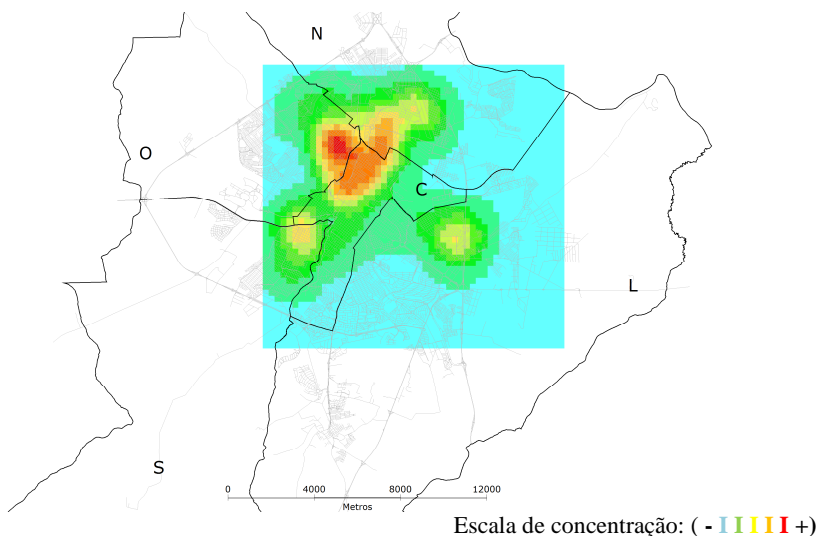 N
O
C
L
S
0 4000 8000 12000
Metros
Escala de concentração: ( - I I I I I +)